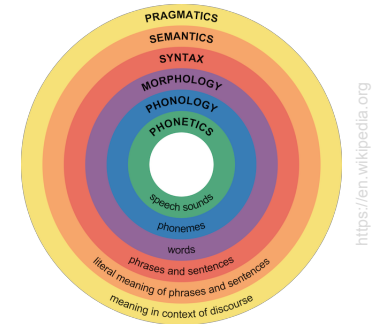 PRAGMATICS
SEMANTICS
SYNTAX
MORPHOLOGY
PHONOLOGY
PHONETICS
speech sounds
phonemes
words
phrases and sentences
literal meaning of phrases and sentences
meaning in context of discourse
https://en.wikipedia.org